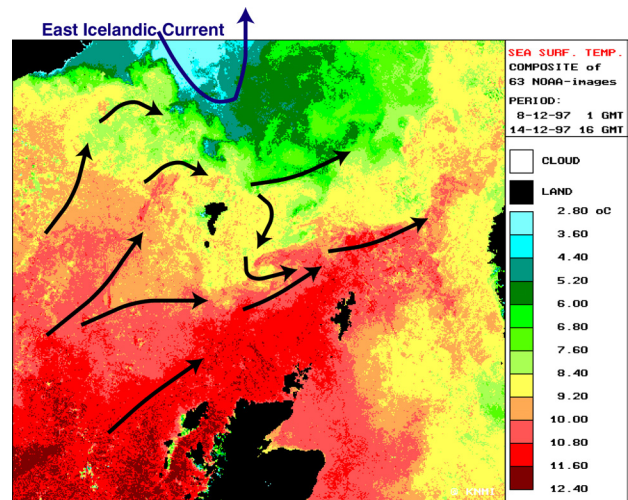 East Icelandic Current
SEA SURF. TEMP.
COMPOSITE of
63 NOAA-images
PERIOD:
8-12-97 1 GMT
14-12-97 16 GMT
CLOUD
LAND
2.80 oC
3.60
4.40
5.20
6.00
6.80
7.60
8.40
9.20
10.00
10.80
11.60
12.40
KNMI